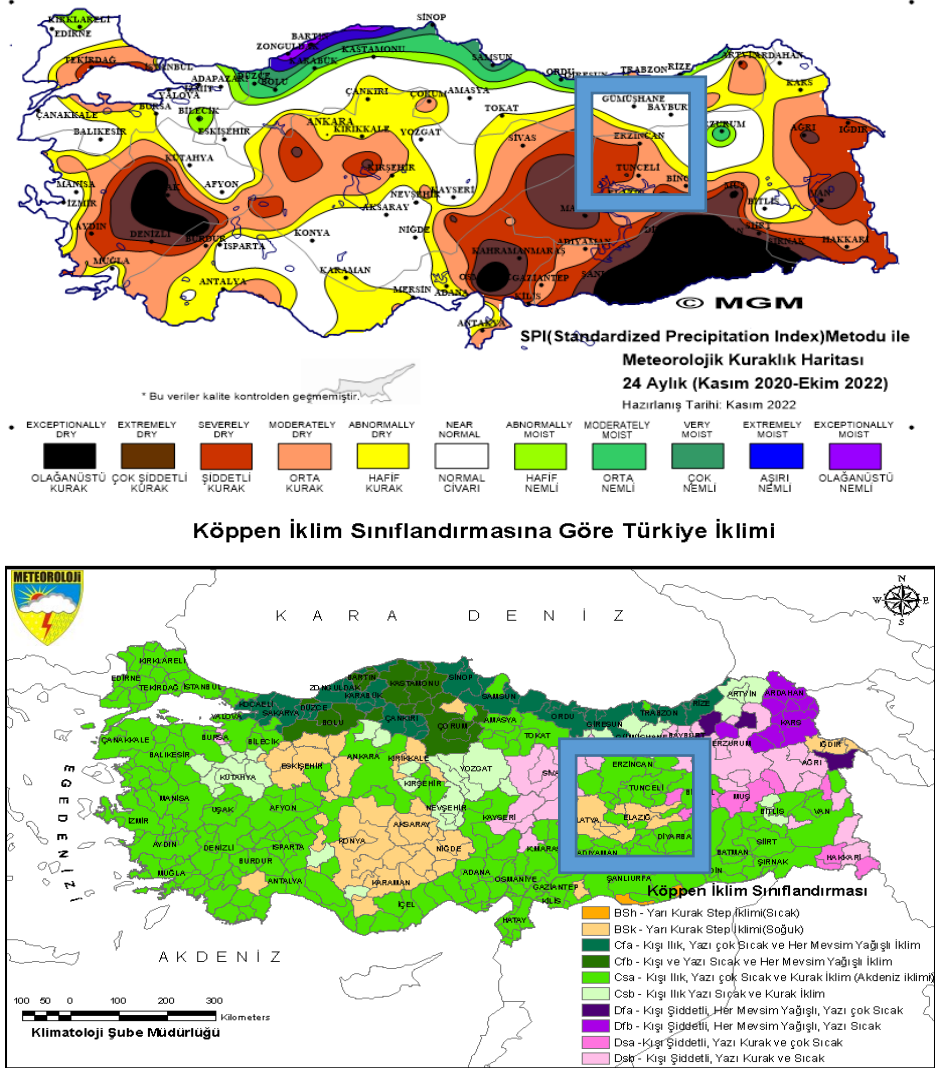 KIRKLARELİ
EDİRNE
TEKİRDAĞ
İSTANBUL
ÇANAKKALE
BALIKESİR
BURSA
YALOVA
İZMİT
ADAPAZARI
DÜZCE
BOLU
ZONGULDAK
BARTIN
KARABÜK
KASTAMONU
SİNOP
SAMSUN
ORDU
GİRESUN
TRABZON
RİZE
ARTVİN
ARDAHAN
KARS
BİLECİK
ESKİŞEHİR
KÜTAHYA
ANKARA
ÇANKIRI
KIRIKKALE
ÇORUM
AMASYA
YOZGAT
TOKAT
SİVAS
GÜMÜŞHANE
BAYBURT
ERZİNCAN
AĞRI
IĞDIR
TUNCELİ
MANİSA
İZMİR
AYDIN
DENİZLİ
MUĞLA
BURDUR
AFYON
ISPARTA
ANTALYA
KONYA
KARAMAN
AKSARAY
NEVŞEHİR
KIRŞEHİR
KAYSERİ
NİĞDE
MERSİN
ADANA
KAHRAMANMARAŞ
GAZİANTEP
KİLİS
ANTAKYA
ADIYAMAN
BİTLİS
VAN
SİİRT
ŞIRNAK
HAKKARİ
© MGM
SPI(Standardized Precipitation Index)Metodu ile
Meteorolojik Kuraklık Haritası
24 Aylık (Kasım 2020-Ekim 2022)
Hazırlanış Tarihi: Kasım 2022
* Bu veriler kalite kontrolden geçmemiştir.
EXCEPTIONALLY DRY
EXTREMELY DRY
SEVERELY DRY
MODERATELY DRY
ABNORMALLY DRY
NEAR NORMAL
ABNORMALLY MOIST
MODERATELY MOIST
VERY MOIST
EXTREMELY MOIST
EXCEPTIONALLY MOIST
OLAĞANÜSTÜ KURAK
ÇOK ŞİDDETLİ KURAK
ŞİDDETLİ KURAK
ORTA KURAK
HAFİF KURAK
NORMAL CİVARI
HAFİF NEMLİ
ORTA NEMLİ
ÇOK NEMLİ
AŞIRI NEMLİ
OLAĞANÜSTÜ NEMLİ
Köppen İklim Sınıflandırmasına Göre Türkiye İklimi
METEOROLOJİ
KARA DENİZ
N
W
E
S
EGE DENİZİ
AKDENİZ
KIRKLARELİ
EDİRNE
TEKİRDAĞ
İSTANBUL
KOCAELİ
YALOVA
SAKARYA
DÜZCE
BOLU
ZONGULDAK
BARTIN
KARABÜK
KASTAMONU
SİNOP
ÇANKIRI
ÇORUM
SAMSUN
AMASYA
ORDU
TOKAT
GİRESUN
TRABZON
RİZE
ARTVİN
ARDAHAN
KARS
ERZURUM
IĞDIR
AĞRI
ÇANAKKALE
BALIKESİR
BURSA
BİLECİK
KÜTAHYA
ESKİŞEHİR
ANKARA
KIRIKKALE
KIRŞEHİR
YOZGAT
NEVŞEHİR
KAYSERİ
ERZİNCAN
TUNCELİ
ELAZIĞ
MUŞ
BİTLİS
VAN
MANİSA
UŞAK
AFYON
İZMİR
AYDIN
DENİZLİ
ISPARTA
BURDUR
MUĞLA
ANTALYA
KONYA
AKSARAY
NİĞDE
KARAMAN
İÇEL
ADANA
OSMANİYE
HATAY
GAZİANTEP
KİLİS
ŞANLIURFA
ADIYAMAN
BATMAN
SİİRT
ŞIRNAK
HAKKARİ
Köppen İklim Sınıflandırması
BSh - Yarı Kurak Step İklimi(Sıcak)
BSk - Yarı Kurak Step İklimi(Soğuk)
Cfa - Kışı Ilık, Yazı çok Sıcak ve Her Mevsim Yağışlı İklim
Cfb - Kışı ve Yazı Sıcak ve Her Mevsim Yağışlı İklim
Csa - Kışı Ilık, Yazı çok Sıcak ve Kurak İklim (Akdeniz iklimi)
Csb - Kışı Ilık Yazı Sıcak ve Kurak İklim
Dfa - Kışı Şiddetli, Her Mevsim Yağışlı, Yazı çok Sıcak
Dfb - Kışı Şiddetli, Her Mevsim Yağışlı, Yazı Sıcak
Dsa -Kışı Şiddetli, Yazı Kurak ve çok Sıcak
Dsb - Kışı Şiddetli, Yazı Kurak ve Sıcak
100 50 0 100 200 300
Kilometers
Klimatoloji Şube Müdürlüğü